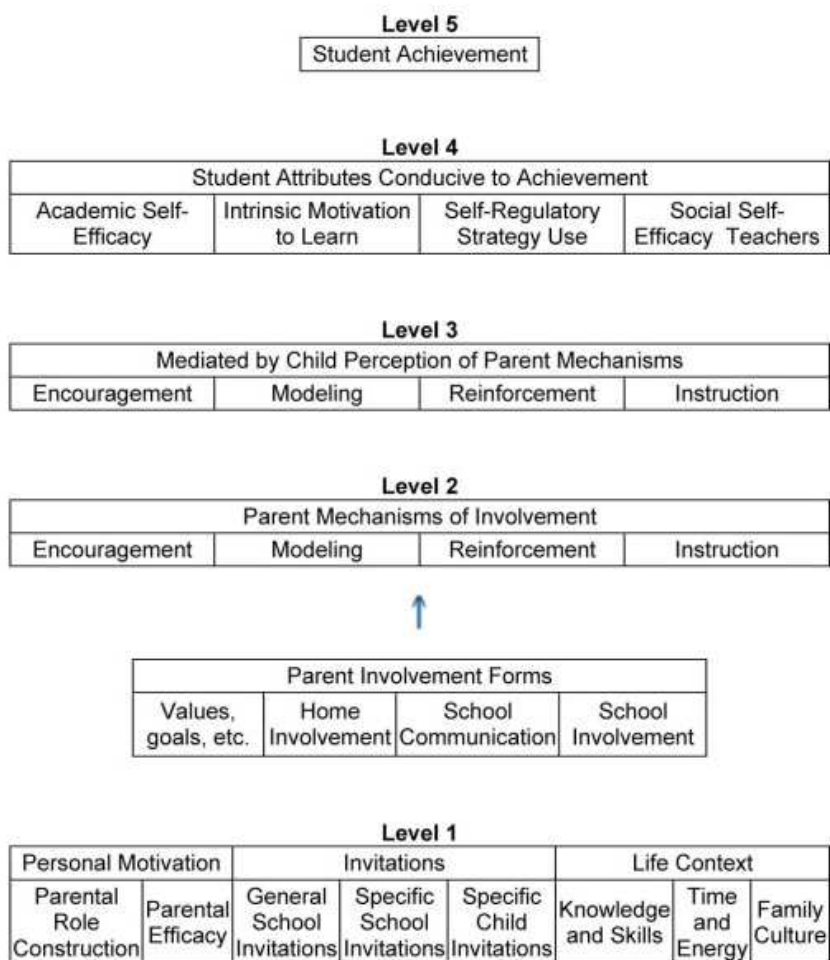 Level 5
Student Achievement
Level 4
Student Attributes Conducive to Achievement
Academic Self- Intrinsic Motivation Self-Regulatory Social Self-
Efficacy to Learn Strategy Use Efficacy Teachers
Level 3
Mediated by Child Perception of Parent Mechanisms
Encouragement Modeling Reinforcement Instruction
Level 2
Parent Mechanisms of Involvement
Encouragement Modeling Reinforcement Instruction
Parent Involvement Forms
Values, Home School School
goals, etc. Involvement Communication Involvement
Level 1
Personal Motivation Invitations Life Context
Parental General Specific Specific Time
Role Parental School School Child Knowledge and Family
Construction Efficacy Invitations Invitations Invitations and Skills Energy Culture